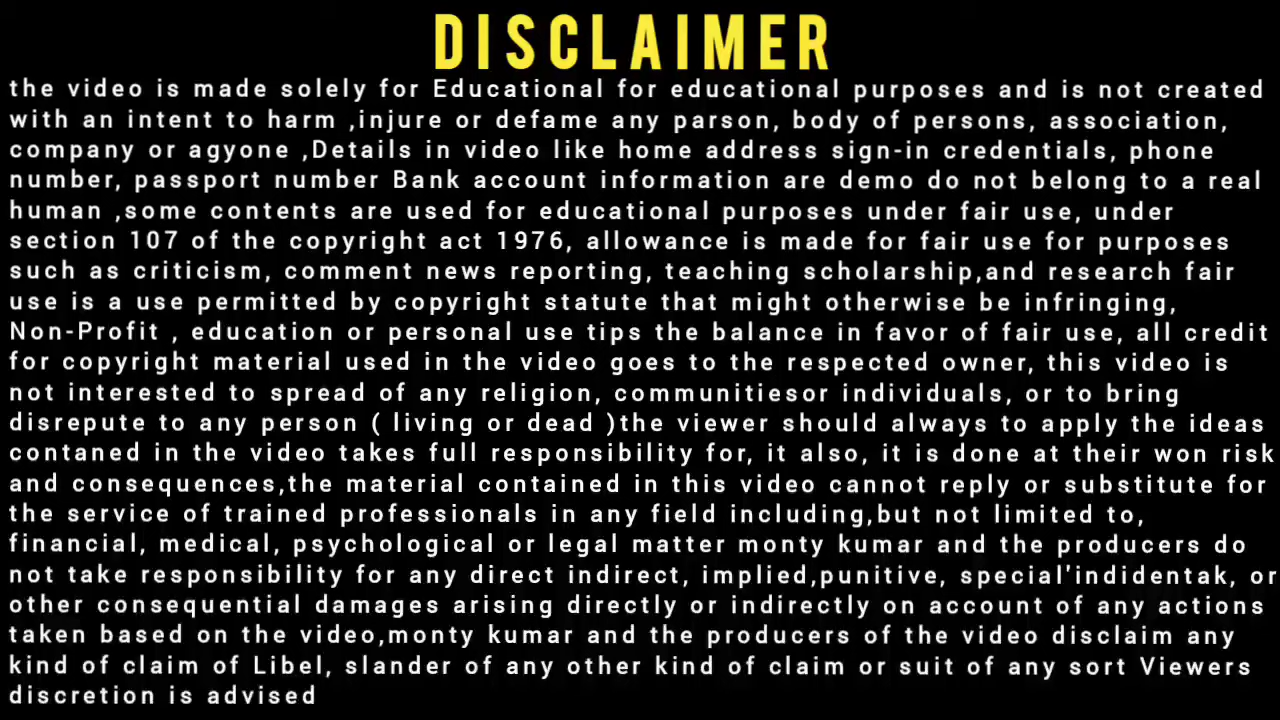 DISCLAIMER
the video is made solely for Educational for educational purposes and is not created
with an intent to harm ,injure or defame any parson, body of persons, association,
company or agyone ,Details in video like home address sign-in credentials, phone
number, passport number Bank account information are demo do not belong to a real
human ,some contents are used for educational purposes under fair use, under
section 107 of the copyright act 1976, allowance is made for fair use for purposes
such as criticism, comment news reporting, teaching scholarship,and research fair
use is a use permitted by copyright statute that might otherwise be infringing,
Non-Profit , education or personal use tips the balance in favor of fair use, all credit
for copyright material used in the video goes to the respected owner, this video is
not interested to spread of any religion, communitiesor individuals, or to bring
disrepute to any person ( living or dead )the viewer should always to apply the ideas
contaned in the video takes full responsibility for, it also, it is done at their won risk
and consequences,the material contained in this video cannot reply or substitute for
the service of trained professionals in any field including,but not limited to,
financial, medical, psychological or legal matter monty kumar and the producers do
not take responsibility for any direct indirect, implied,punitive, special'indidentak, or
other consequential damages arising directly or indirectly on account of any actions
taken based on the video,monty kumar and the producers of the video disclaim any
kind of claim of Libel, slander of any other kind of claim or suit of any sort Viewers
discretion is advised